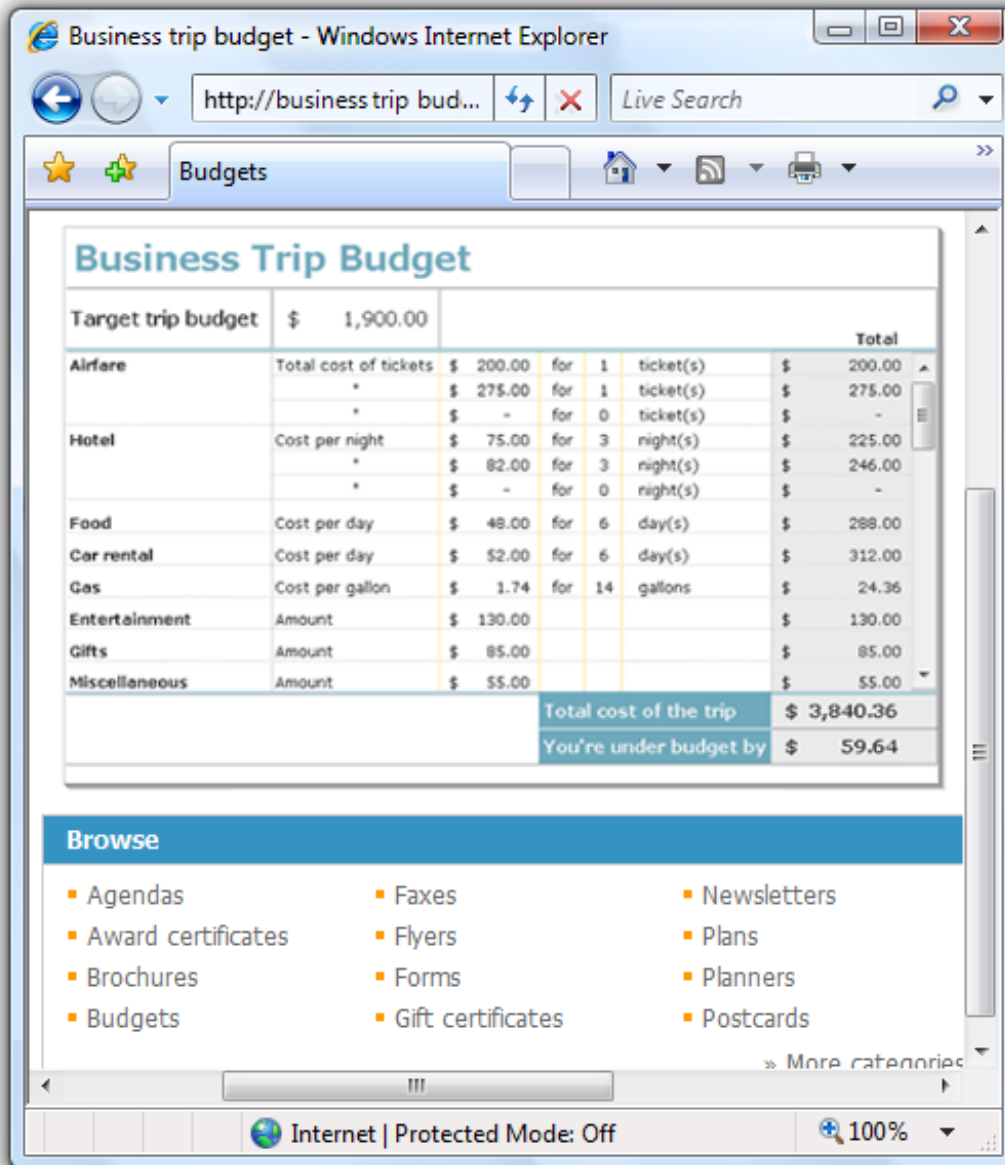 Business trip budget - Windows Internet Explorer
http://business trip bud... Live Search
Budgets
Business Trip Budget
Target trip budget $ 1,900.00
Total
Airfare Total cost of tickets $ 200.00 for 1 ticket(s) $ 200.00
" $ 275.00 for 1 ticket(s) $ 275.00
" $ - for 0 ticket(s) $ -
Hotel Cost per night $ 75.00 for 3 night(s) $ 225.00
" $ 82.00 for 3 night(s) $ 246.00
" $ - for 0 night(s) $ -
Food Cost per day $ 48.00 for 6 day(s) $ 288.00
Car rental Cost per day $ 52.00 for 6 day(s) $ 312.00
Gas Cost per gallon $ 1.74 for 14 gallons $ 24.36
Entertainment Amount $ 130.00 $ 130.00
Gifts Amount $ 85.00 $ 85.00
Miscellaneous Amount $ 55.00 $ 55.00
Total cost of the trip $ 3,840.36
You're under budget by $ 59.64
Browse
Agendas Faxes Newsletters
Award certificates Flyers Plans
Brochures Forms Planners
Budgets Gift certificates Postcards
» More categories
Internet | Protected Mode: Off 100%